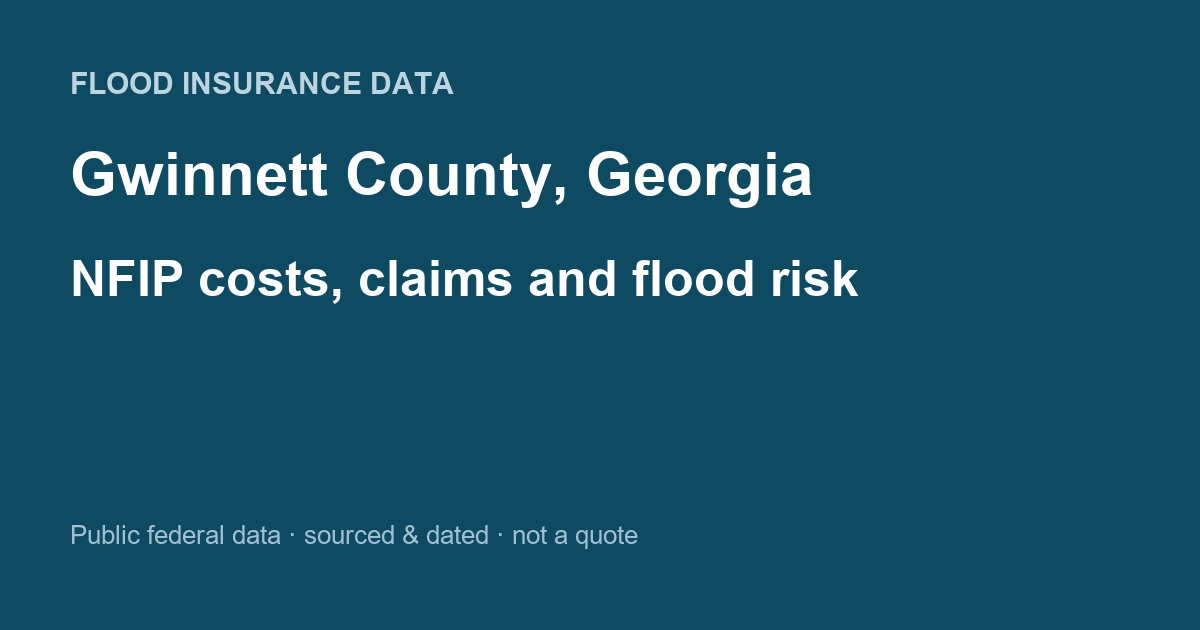 FLOOD INSURANCE DATA
Gwinnett County, Georgia
NFIP costs, claims and flood risk
Public federal data · sourced & dated · not a quote